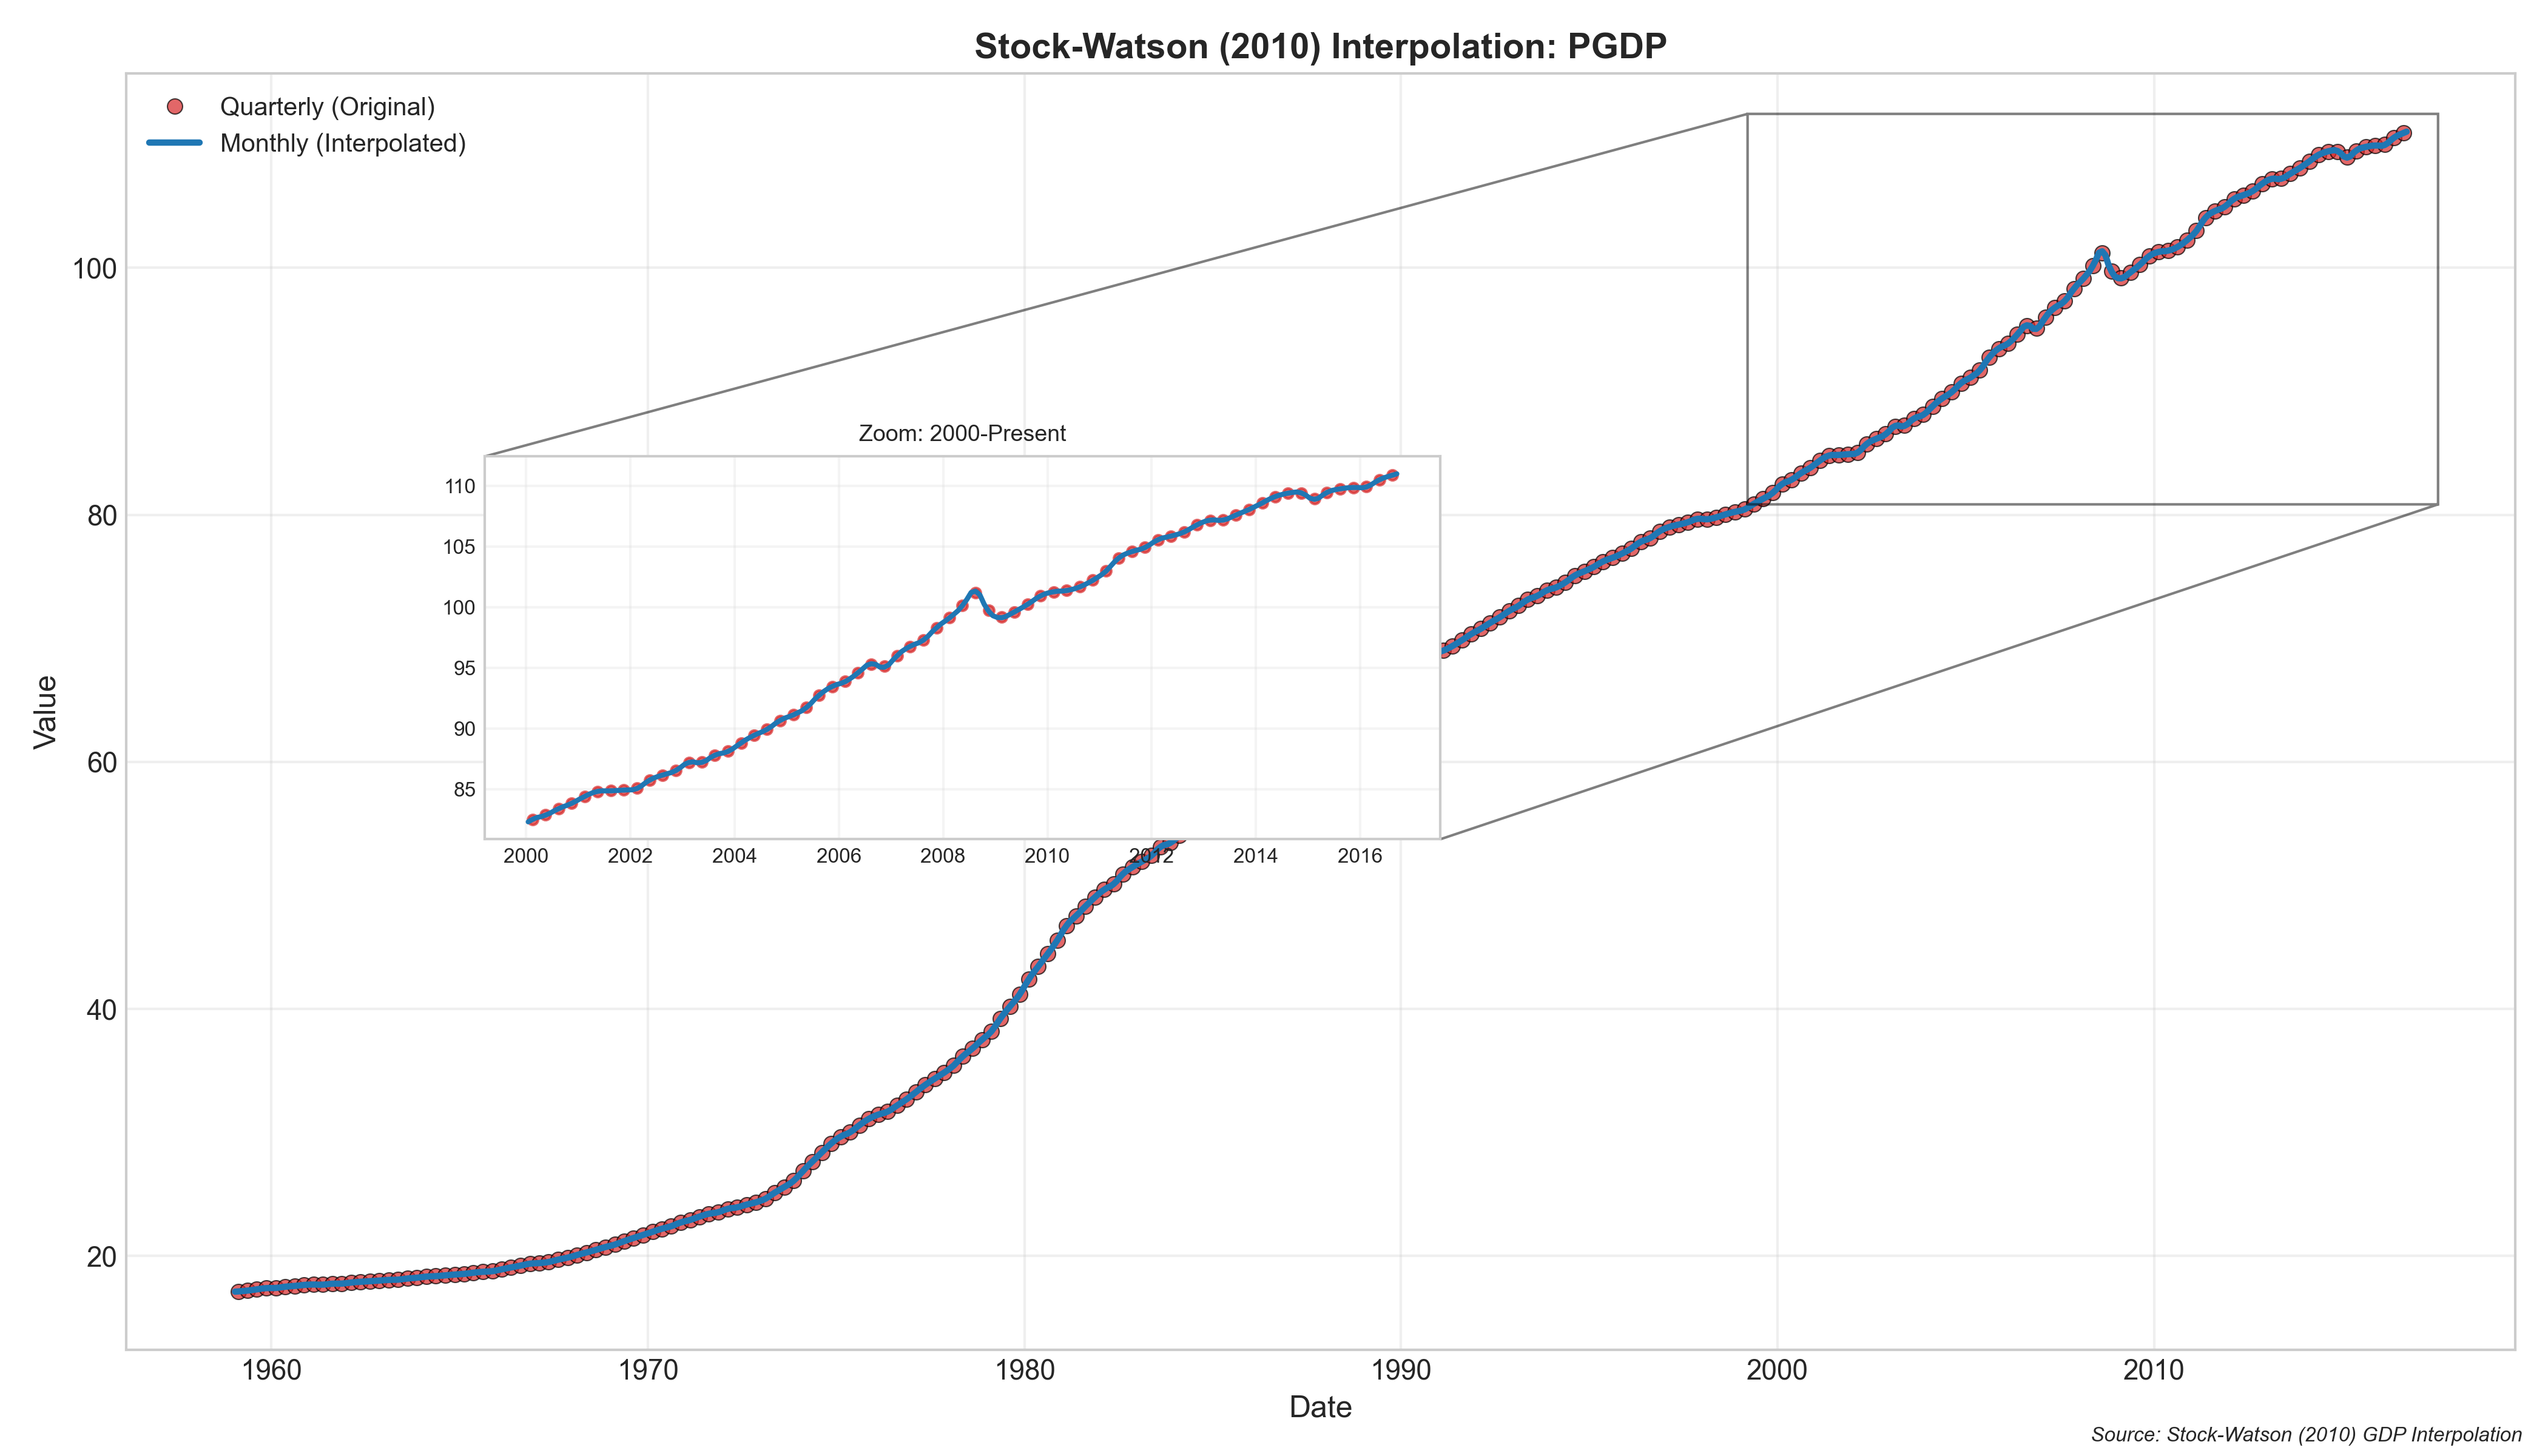 Stock-Watson (2010) Interpolation: PGDP
Quarterly (Original)
Monthly (Interpolated)
Value
100
80
60
40
20
Zoom: 2000-Present
110
105
100
95
90
85
2000 2002 2004 2006 2008 2010 2012 2014 2016
1960 1970 1980 1990 2000 2010
Date
Source: Stock-Watson (2010) GDP Interpolation